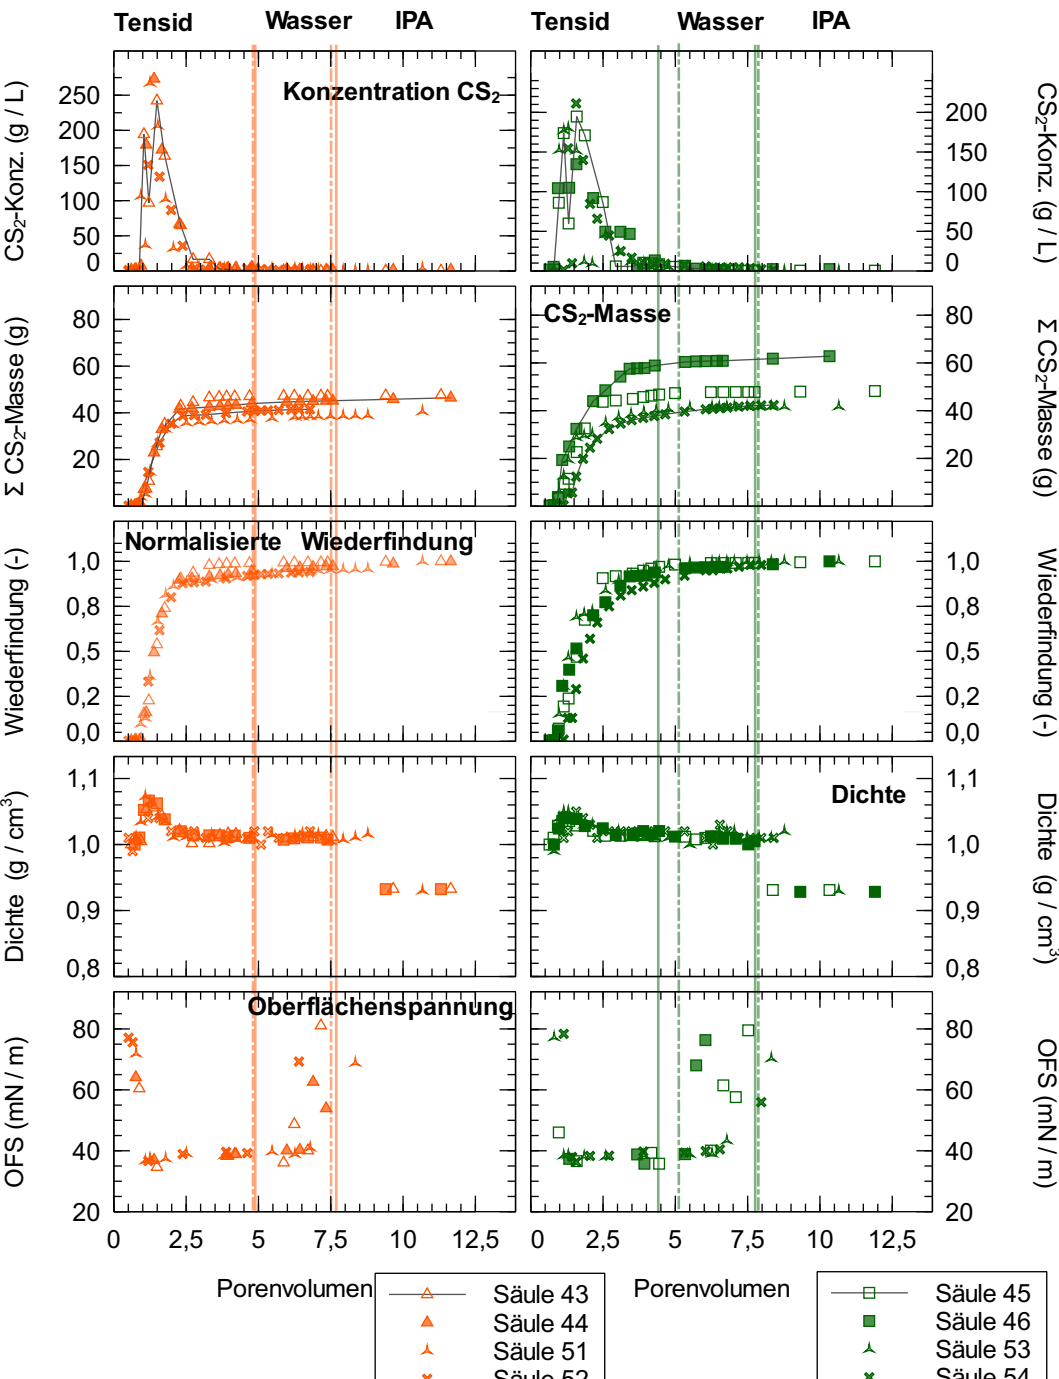 Tensid Wasser IPA Tensid Wasser IPA
Konzentration CS₂
CS₂-Konz. (g / L)
250
200
150
100
50
0
200
150
100
50
0
CS₂-Konz. (g / L)
CS₂-Masse
Σ CS₂-Masse (g)
80
60
40
20
80
60
40
20
Σ CS₂-Masse (g)
Normalisierte Wiederfindung
Wiederfindung (-)
1,0
0,8
0,5
0,2
0,0
1,0
0,8
0,5
0,2
0,0
Wiederfindung (-)
Dichte
Dichte (g / cm³)
1,1
1,0
0,9
0,8
1,1
1,0
0,9
0,8
Dichte (g / cm³)
Oberflächenspannung
OFS (mN / m)
80
60
40
20
80
60
40
20
OFS (mN / m)
0 2,5 5 7,5 10 12,5 0 2,5 5 7,5 10 12,5
Porenvolumen Porenvolumen
Säule 43
Säule 44
Säule 51
Säule 52
Säule 45
Säule 46
Säule 53
Säule 54